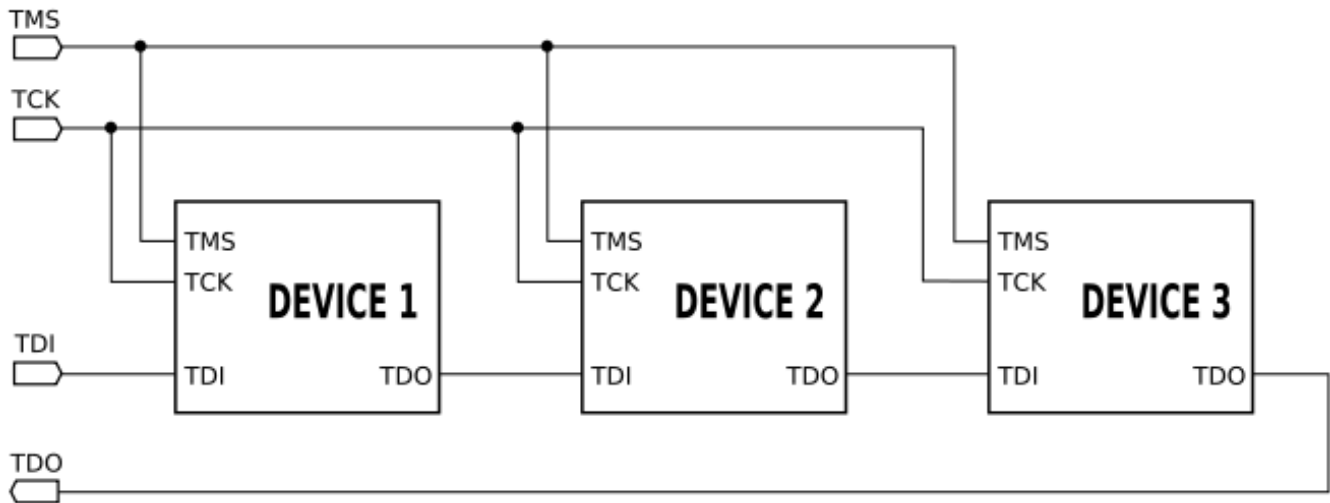 TMS
TCK
TMS
TCK
DEVICE 1
TDI
TDO
TMS
TCK
DEVICE 2
TDI
TDO
TMS
TCK
DEVICE 3
TDI
TDO
TDI
TDO